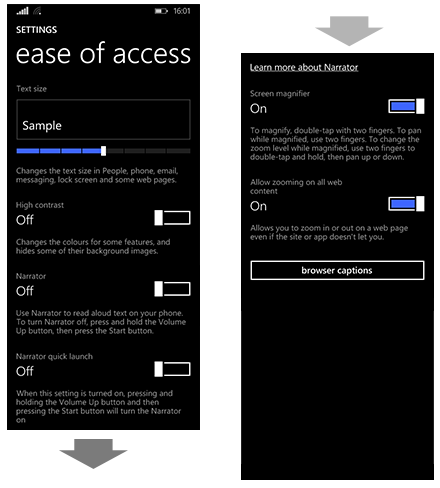 16:01
SETTINGS
ease of access
Text size
Sample
Changes the text size in People, phone, email,
messaging, lock screen and some web pages.
High contrast
Off
Changes the colours for some features, and
hides some of their background images.
Narrator
Off
Use Narrator to read aloud text on your phone.
To turn Narrator off, press and hold the Volume
Up button, then press the Start button.
Narrator quick launch
Off
When this setting is turned on, pressing and
holding the Volume Up button and then
pressing the Start button will turn the Narrator
on
Learn more about Narrator
Screen magnifier
On
To magnify, double-tap with two fingers. To pan
while magnified, use two fingers. To change the
zoom level while magnified, use two fingers to
double-tap and hold, then pan up or down.
Allow zooming on all web
content
On
Allows you to zoom in or out on a web page
even if the site or app doesn't let you.
browser captions